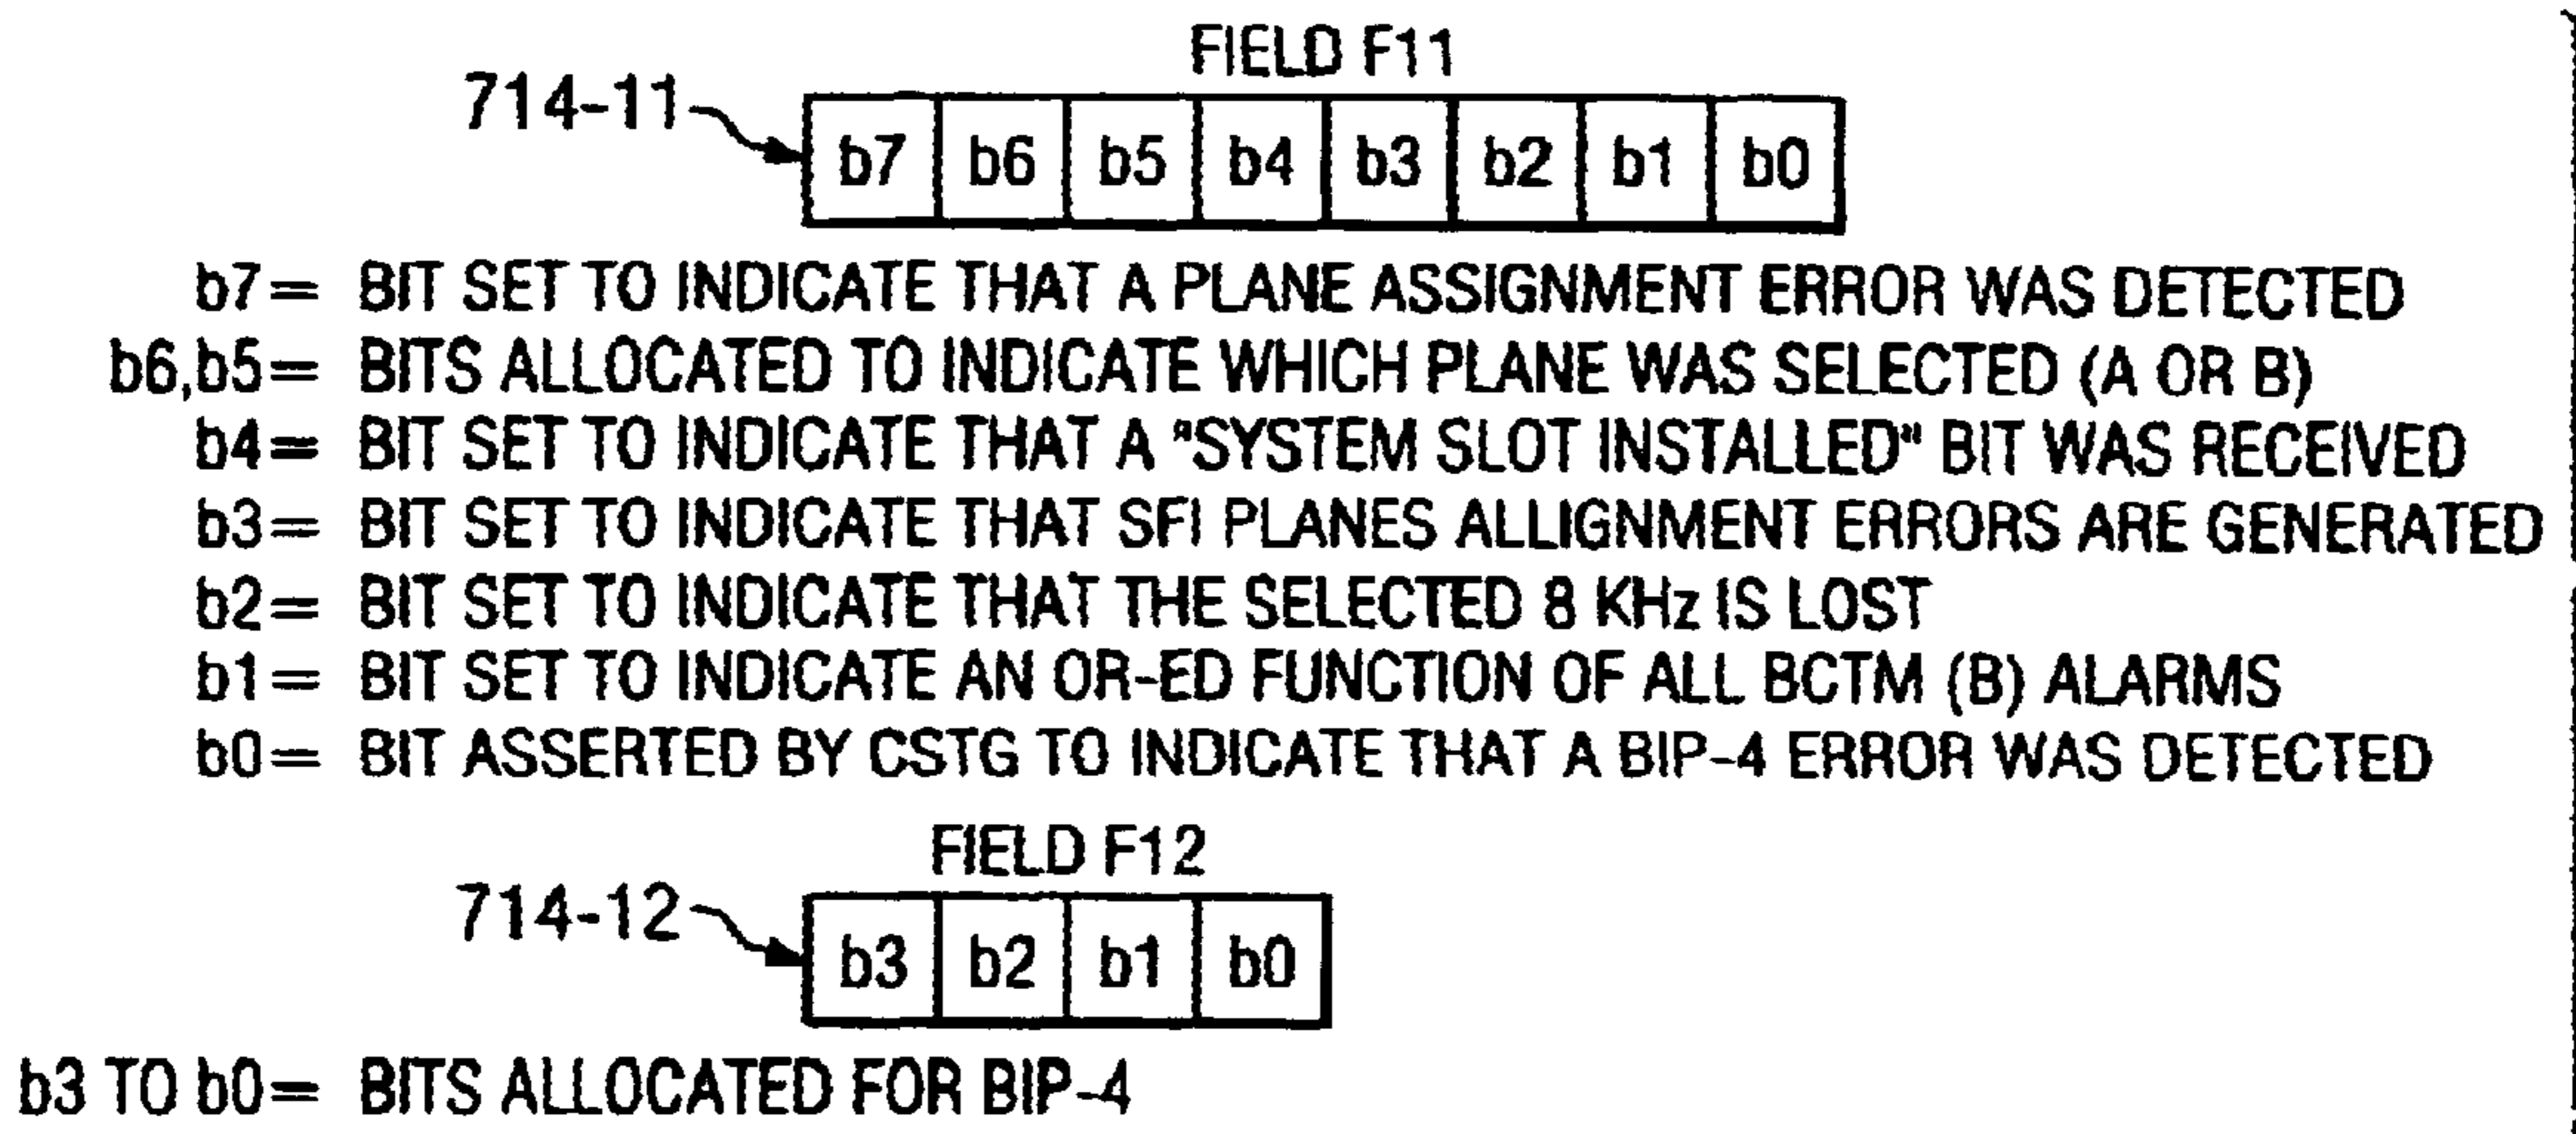 FIELD F11
714-11
b7 b6 b5 b4 b3 b2 b1 b0
b7= BIT SET TO INDICATE THAT A PLANE ASSIGNMENT ERROR WAS DETECTED
b6,b5= BITS ALLOCATED TO INDICATE WHICH PLANE WAS SELECTED (A OR B)
b4= BIT SET TO INDICATE THAT A "SYSTEM SLOT INSTALLED" BIT WAS RECEIVED
b3= BIT SET TO INDICATE THAT SFI PLANES ALLIGNMENT ERRORS ARE GENERATED
b2= BIT SET TO INDICATE THAT THE SELECTED 8 KHz IS LOST
b1= BIT SET TO INDICATE AN OR-ED FUNCTION OF ALL BCTM (B) ALARMS
b0= BIT ASSERTED BY CSTG TO INDICATE THAT A BIP-4 ERROR WAS DETECTED
FIELD F12
714-12
b3 b2 b1 b0
b3 TO b0= BITS ALLOCATED FOR BIP-4